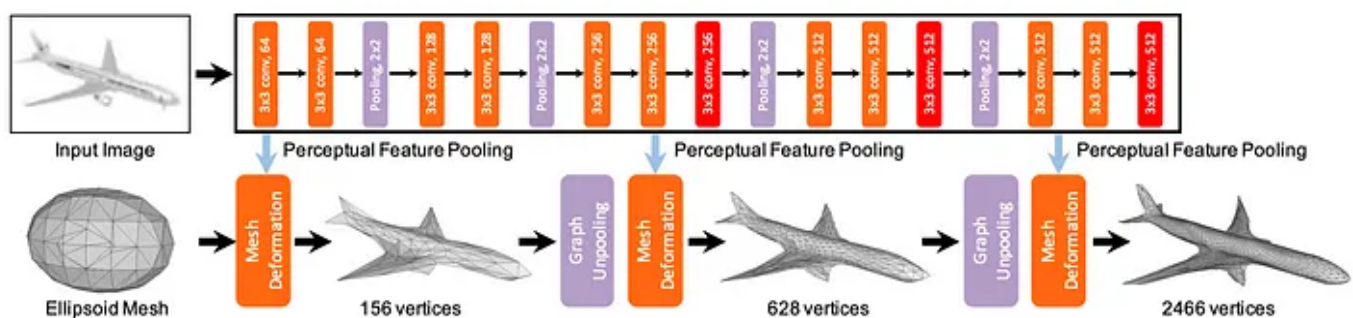 3x3 conv, 64
3x3 conv, 64
Pooling, 2x2
3x3 conv, 128
3x3 conv, 128
Pooling, 2x2
3x3 conv, 256
3x3 conv, 256
3x3 conv, 256
Pooling, 2x2
3x3 conv, 512
3x3 conv, 512
3x3 conv, 512
Pooling, 2x2
3x3 conv, 512
3x3 conv, 512
3x3 conv, 512
Input Image
Perceptual Feature Pooling
Perceptual Feature Pooling
Perceptual Feature Pooling
Mesh
Deformation
Graph
Unpooling
Mesh
Deformation
Graph
Unpooling
Mesh
Deformation
Ellipsoid Mesh
156 vertices
628 vertices
2466 vertices